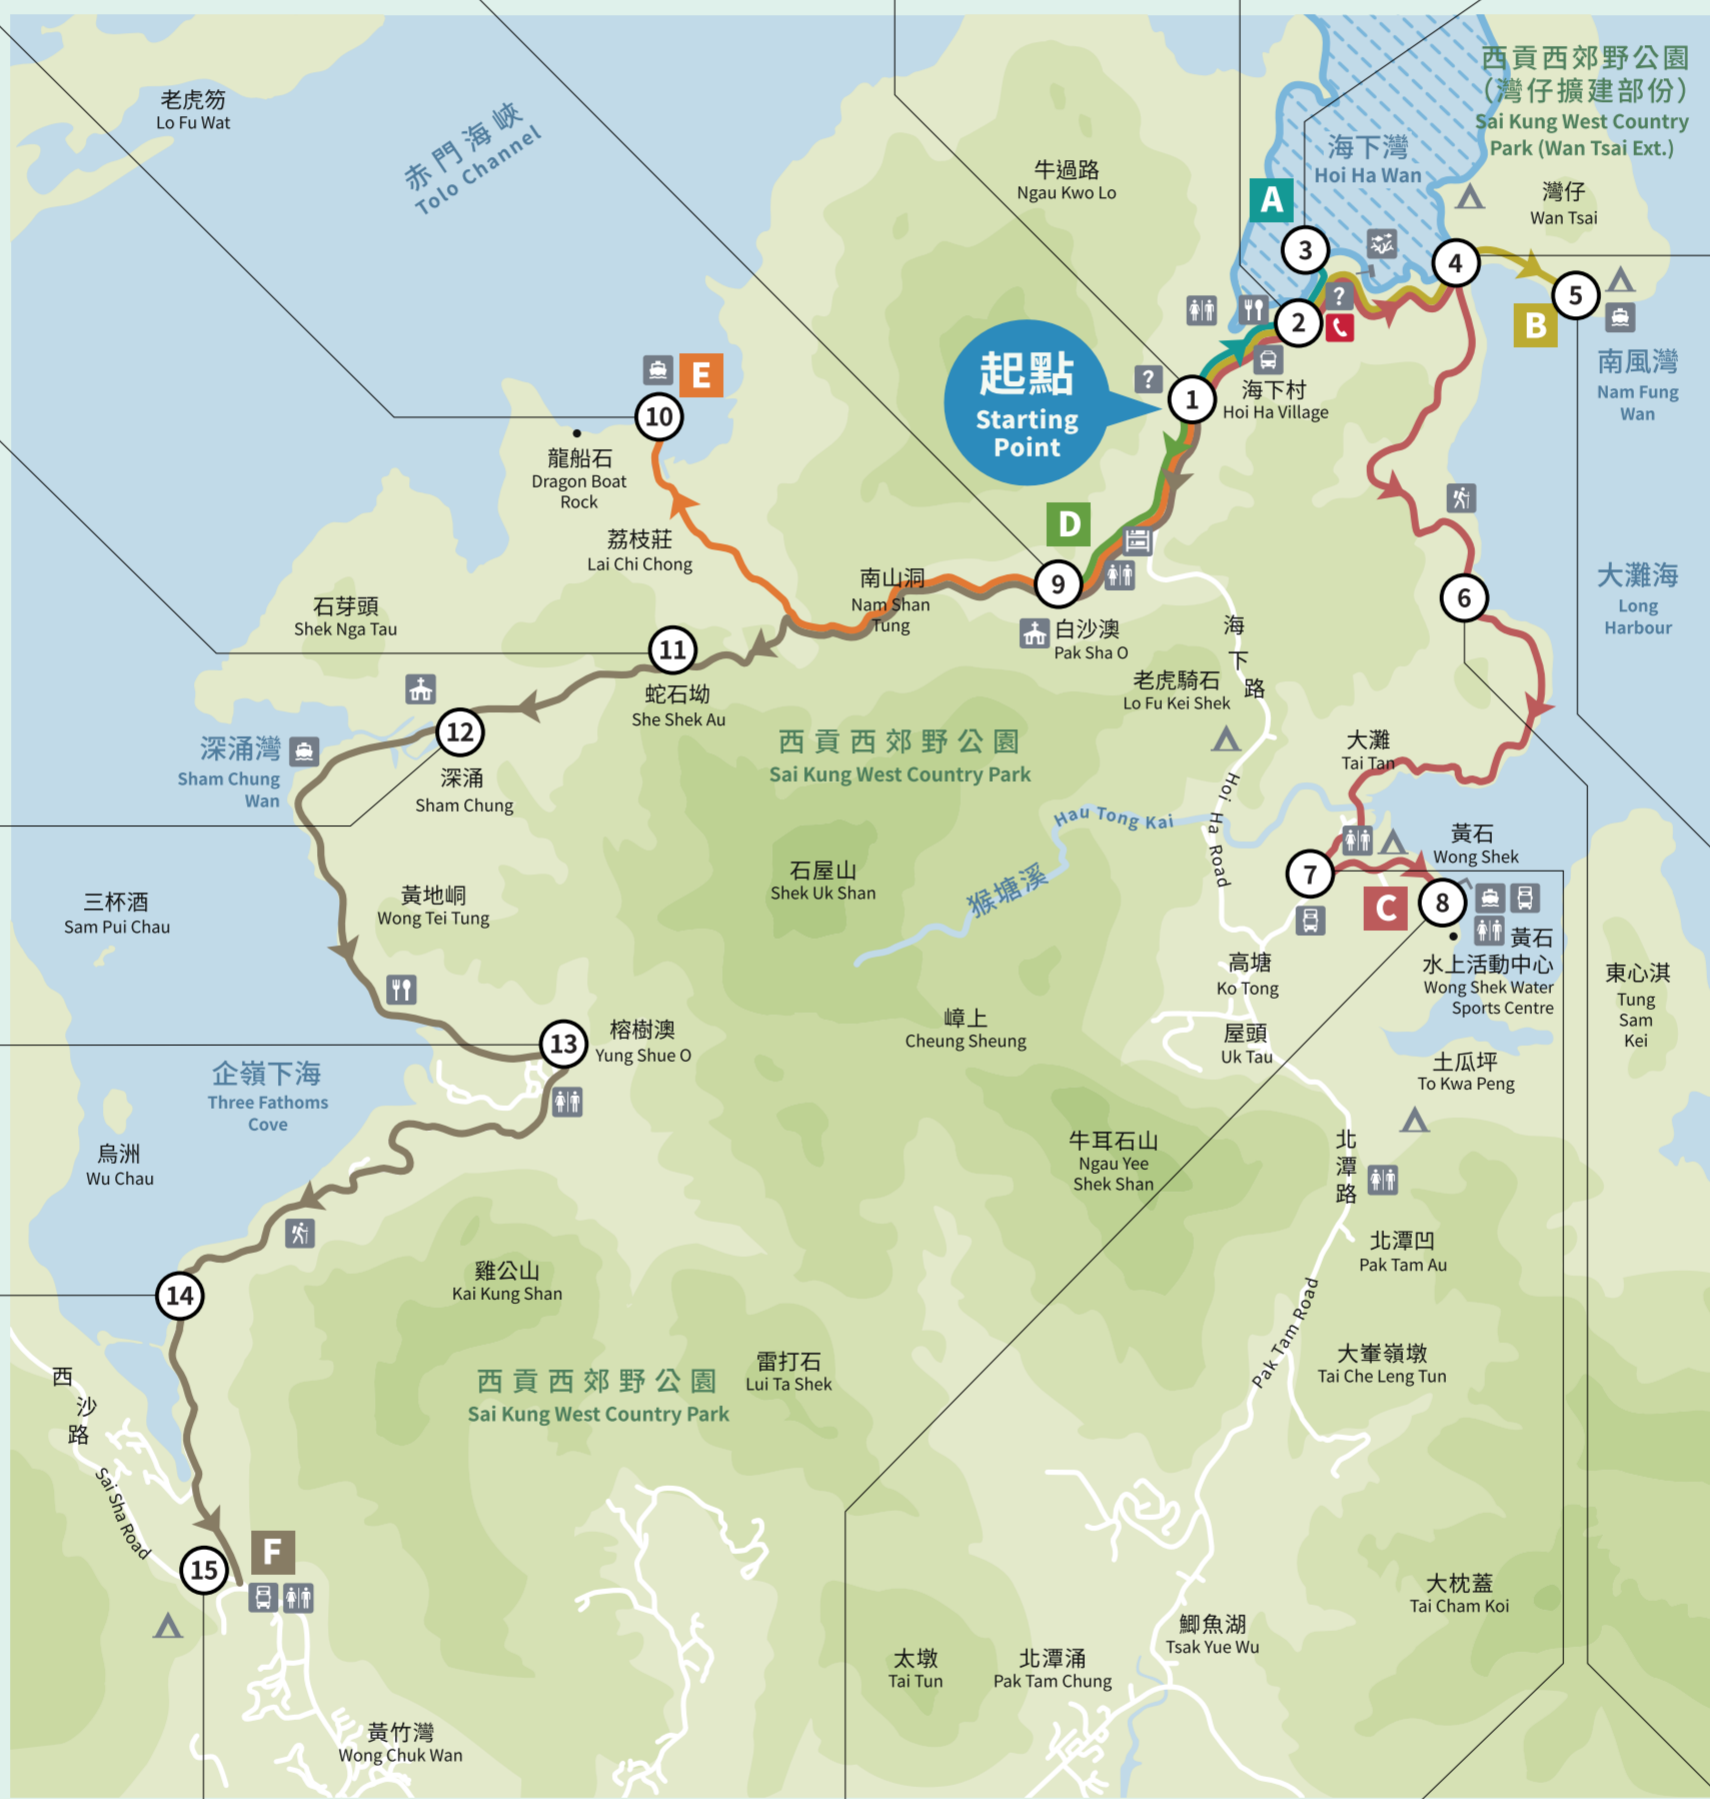 老虎笏
Lo Fu Wat
赤門海峽
Tolo Channel
牛過路
Ngau Kwo Lo
西貢西郊野公園
(灣仔擴建部份)
Sai Kung West Country
Park (Wan Tsai Ext.)
海下灣
Hoi Ha Wan
灣仔
Wan Tsai
A
3
4
5
B
2
?
?
南風灣
Nam Fung
Wan
起點
Starting
Point
1
海下村
Hoi Ha Village
E
10
龍船石
Dragon Boat
Rock
荔枝莊
Lai Chi Chong
D
9
南山洞
Nam Shan
Tung
白沙澳
Pak Sha O
6
大灘海
Long
Harbour
石芽頭
Shek Nga Tau
11
蛇石坳
She Shek Au
老虎騎石
Lo Fu Kei Shek
海
下
路
Hoi Ha Road
12
深涌灣
Sham Chung
Wan
深涌
Sham Chung
西貢西郊野公園
Sai Kung West Country Park
大灘
Tai Tan
Hau Tong Kai
猴塘溪
黃石
Wong Shek
7
C
8
黃石
水上活動中心
Wong Shek Water
Sports Centre
石屋山
Shek Uk Shan
三杯酒
Sam Pui Chau
黃地峒
Wong Tei Tung
高塘
Ko Tong
東心淇
Tung
Sam
Kei
嶂上
Cheung Sheung
屋頭
Uk Tau
13
榕樹澳
Yung Shue O
企嶺下海
Three Fathoms
Cove
土瓜坪
To Kwa Peng
烏洲
Wu Chau
牛耳石山
Ngau Yee
Shek Shan
北
潭
路
Pak Tam Road
北潭凹
Pak Tam Au
14
雞公山
Kai Kung Shan
雷打石
Lui Ta Shek
大輋嶺墩
Tai Che Leng Tun
西
沙
路
Sai Sha Road
西貢西郊野公園
Sai Kung West Country Park
15
F
大枕蓋
Tai Cham Koi
鯽魚湖
Tsak Yue Wu
太墩
Tai Tun
北潭涌
Pak Tam Chung
黃竹灣
Wong Chuk Wan